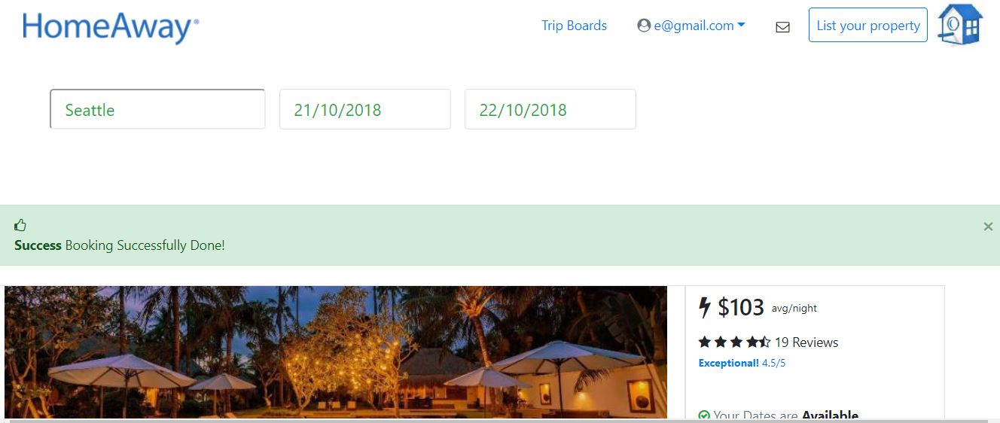 HomeAway®
Trip Boards
e@gmail.com
List your property
Seattle
21/10/2018
22/10/2018
×
Success Booking Successfully Done!
$103 avg/night
19 Reviews
Exceptional! 4.5/5
Your Dates are Available